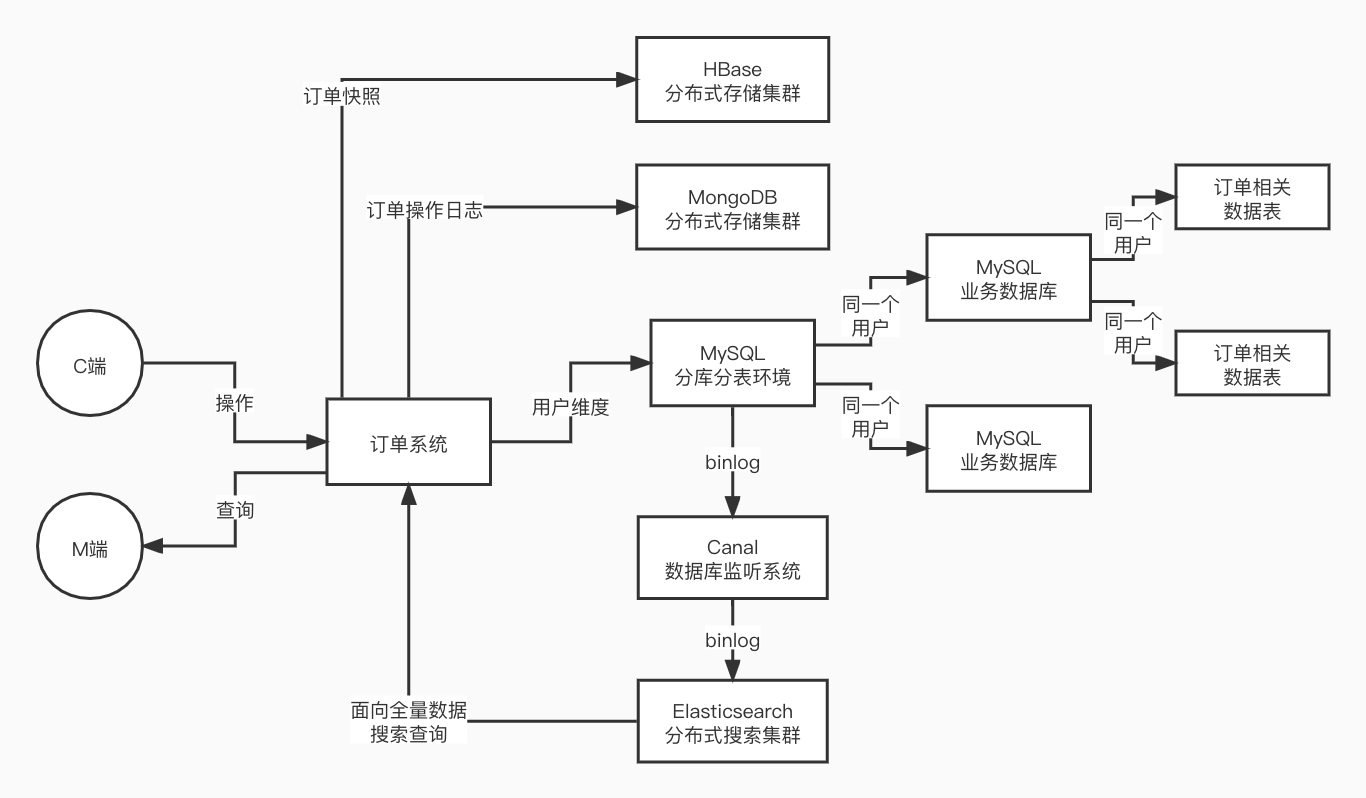 HBase
分布式存储集群
订单快照
MongoDB
分布式存储集群
订单操作日志
订单相关
数据表
同一个
用户
MySQL
业务数据库
同一个
用户
同一个
用户
订单相关
数据表
MySQL
分库分表环境
C端
操作
用户维度
同一个
用户
MySQL
业务数据库
订单系统
binlog
查询
M端
Canal
数据库监听系统
binlog
面向全量数据
搜索查询
Elasticsearch
分布式搜索集群